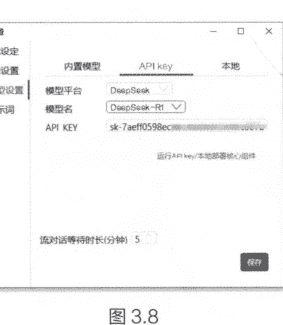 设定
设置
型设置
示词
内置模型 API key 本地
模型平台 DeepSeek
模型名 DeepSeek-R1
API KEY sk-7aeff0598ec
运行API key/本地部署核心组件
流对话等待时长(分钟) 5
保存
图 3.8